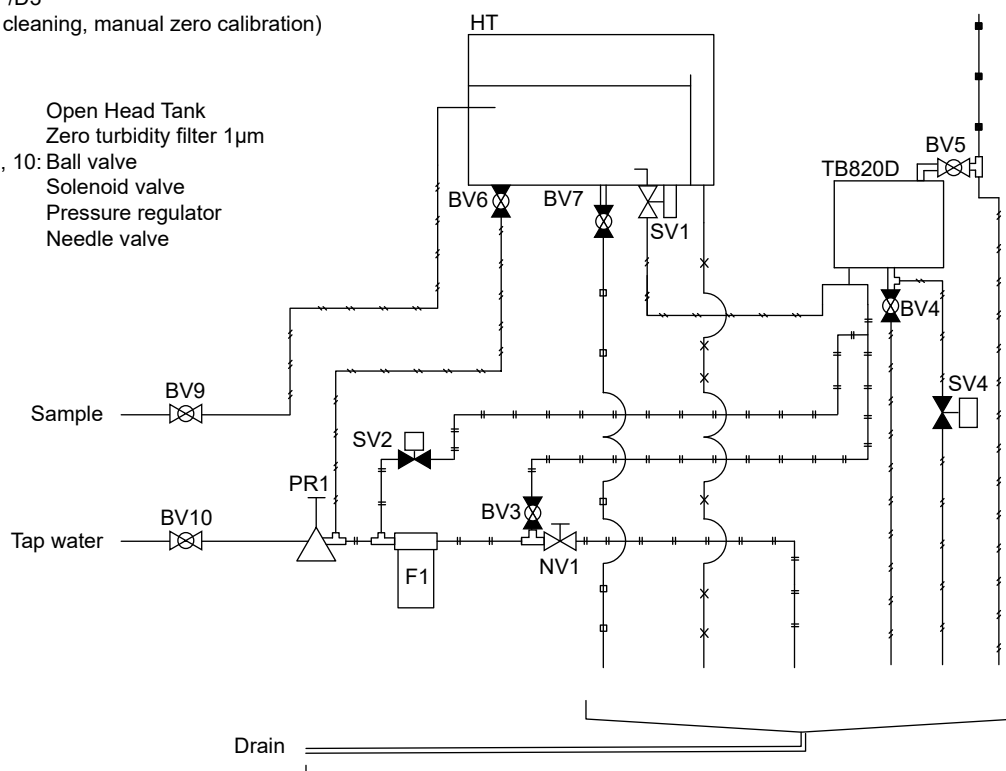 /D3
cleaning, manual zero calibration)
HT
Open Head Tank
Zero turbidity filter 1µm
, 10: Ball valve
Solenoid valve
Pressure regulator
Needle valve
BV5
TB820D
BV6
BV7
SV1
BV4
BV9
SV4
Sample
SV2
PR1
BV10
BV3
Tap water
F1
NV1
Drain